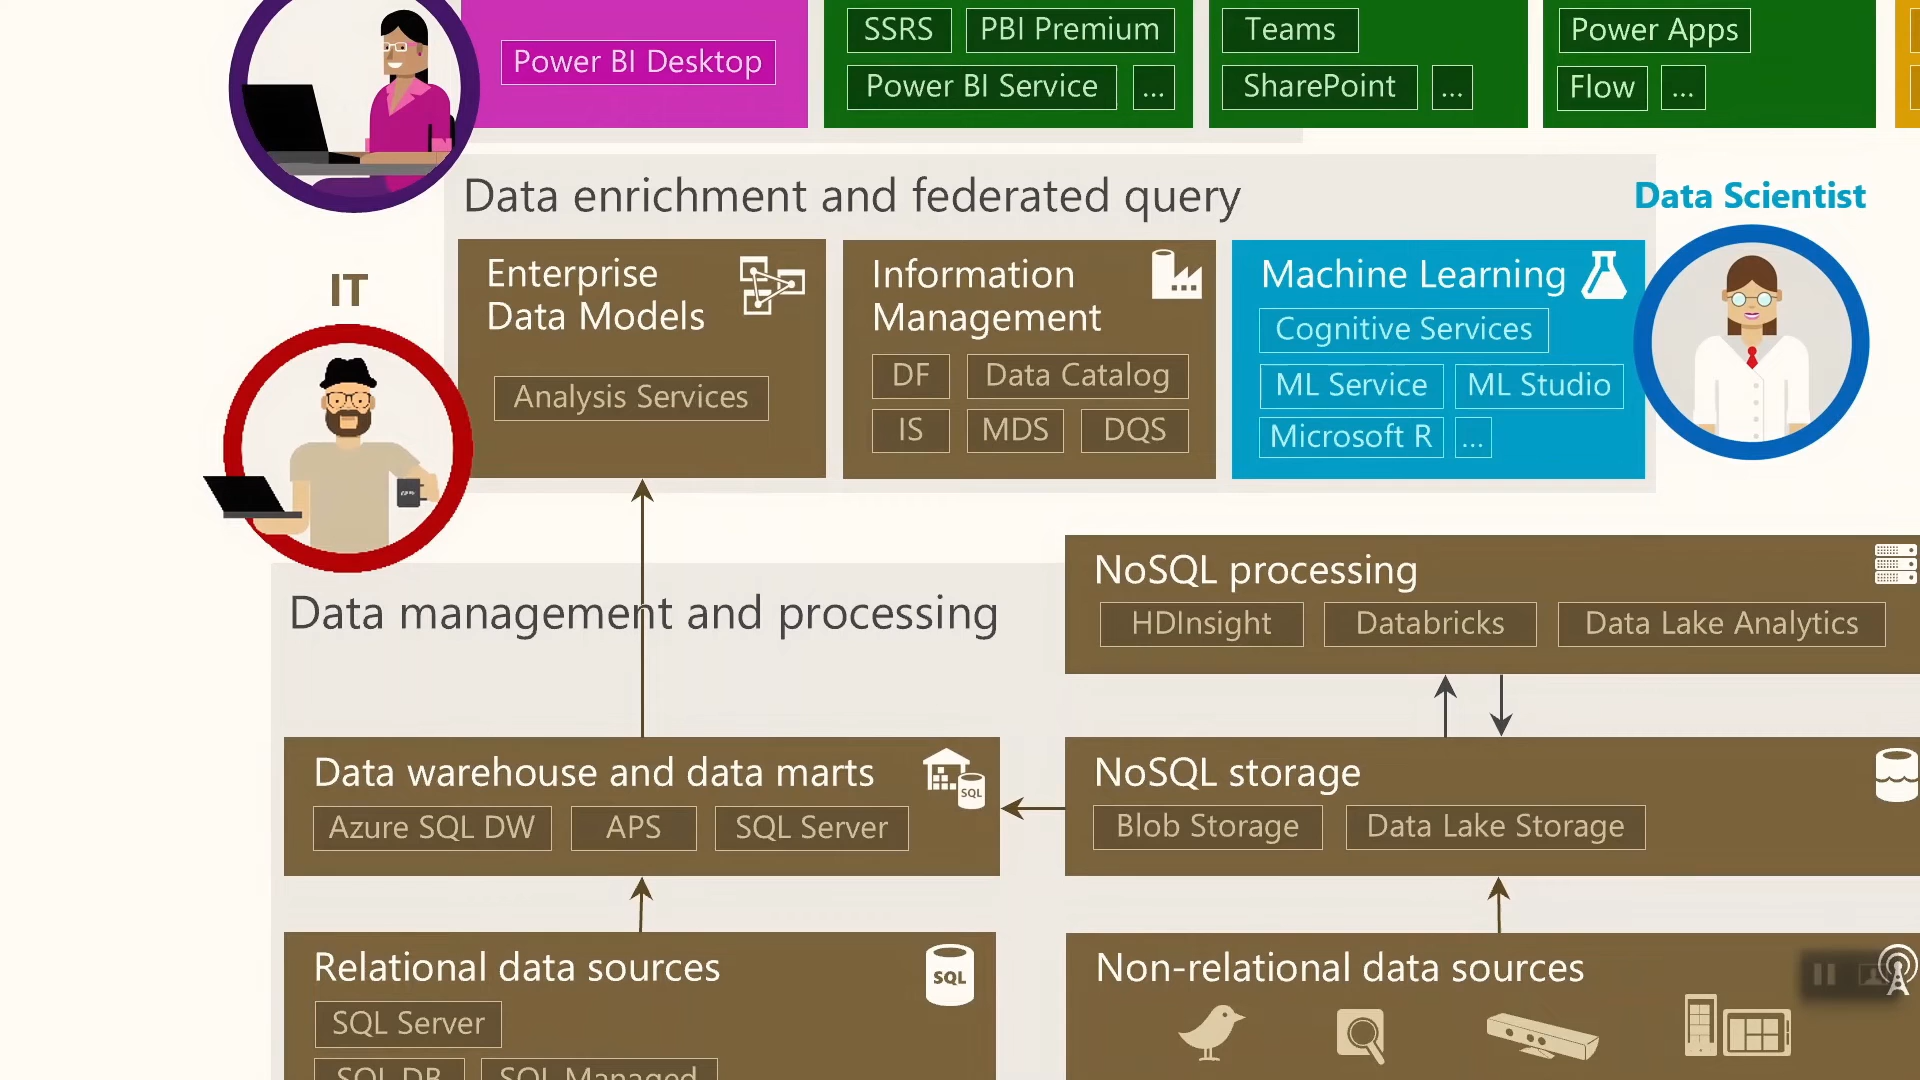 SSRS
PBI Premium
Teams
Power Apps
Power BI Desktop
Power BI Service
...
SharePoint
...
Flow
...
Data enrichment and federated query
Data Scientist
IT
Enterprise
Data Models
Analysis Services
Information
Management
DF
Data Catalog
IS
MDS
DQS
Machine Learning
Cognitive Services
ML Service
ML Studio
Microsoft R
...
Data management and processing
NoSQL processing
HDInsight
Databricks
Data Lake Analytics
Data warehouse and data marts
SQL
Azure SQL DW
APS
SQL Server
NoSQL storage
Blob Storage
Data Lake Storage
Relational data sources
SQL
SQL Server
SQL DB
SQL Managed
Non-relational data sources